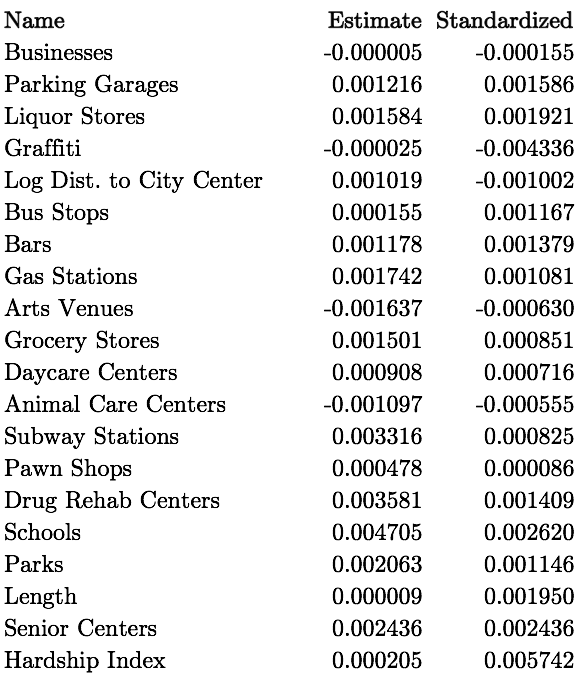 Name Estimate Standardized
Businesses -0.000005 -0.000155
Parking Garages 0.001216 0.001586
Liquor Stores 0.001584 0.001921
Graffiti -0.000025 -0.004336
Log Dist. to City Center 0.001019 -0.001002
Bus Stops 0.000155 0.001167
Bars 0.001178 0.001379
Gas Stations 0.001742 0.001081
Arts Venues -0.001637 -0.000630
Grocery Stores 0.001501 0.000851
Daycare Centers 0.000908 0.000716
Animal Care Centers -0.001097 -0.000555
Subway Stations 0.003316 0.000825
Pawn Shops 0.000478 0.000086
Drug Rehab Centers 0.003581 0.001409
Schools 0.004705 0.002620
Parks 0.002063 0.001146
Length 0.000009 0.001950
Senior Centers 0.002436 0.002436
Hardship Index 0.000205 0.005742